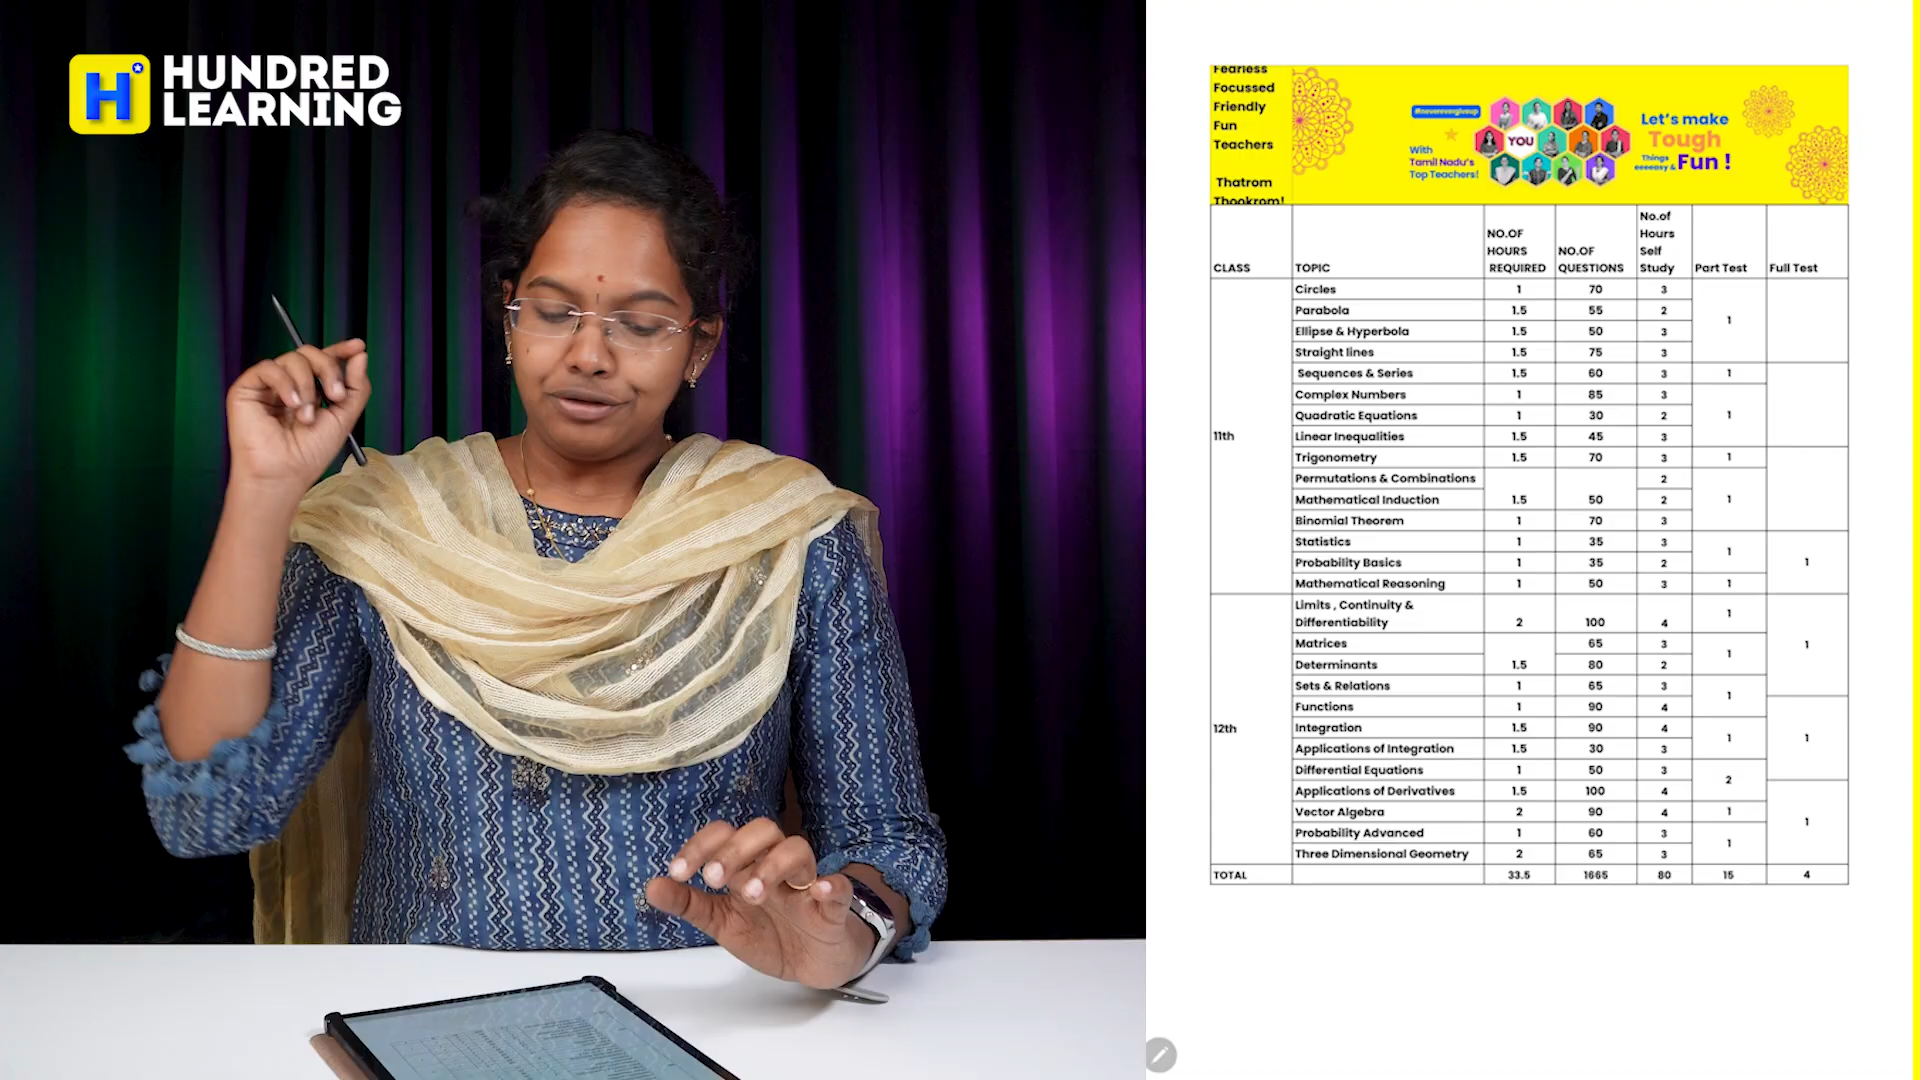 HUNDRED
LEARNING
Fearless
Focussed
Friendly
Fun
Teachers
Thatrom
Thookrom!
#neverevergiveup
With
Tamil Nadu's
Top Teachers!
YOU
Let's make
Tough
Things
eeeeasy & Fun !
CLASS TOPIC NO.OF HOURS REQUIRED NO.OF QUESTIONS No.of Hours Self Study Part Test Full Test
11th
Circles 1 70 3
Parabola 1.5 55 2
1
Ellipse & Hyperbola 1.5 50 3
Straight lines 1.5 75 3
Sequences & Series 1.5 60 3 1
Complex Numbers 1 85 3
Quadratic Equations 1 30 2 1
Linear Inequalities 1.5 45 3
Trigonometry 1.5 70 3 1
Permutations & Combinations 2
Mathematical Induction 1.5 50 2 1
Binomial Theorem 1 70 3
Statistics 1 35 3
1
Probability Basics 1 35 2 1
Mathematical Reasoning 1 50 3 1
12th
Limits , Continuity &
Differentiability 2 100 4 1
Matrices 65 3 1
1
Determinants 1.5 80 2
Sets & Relations 1 65 3
1
Functions 1 90 4
Integration 1.5 90 4
1 1
Applications of Integration 1.5 30 3
Differential Equations 1 50 3
2
Applications of Derivatives 1.5 100 4
Vector Algebra 2 90 4 1
1
Probability Advanced 1 60 3
1
Three Dimensional Geometry 2 65 3
TOTAL 33.5 1665 80 15 4